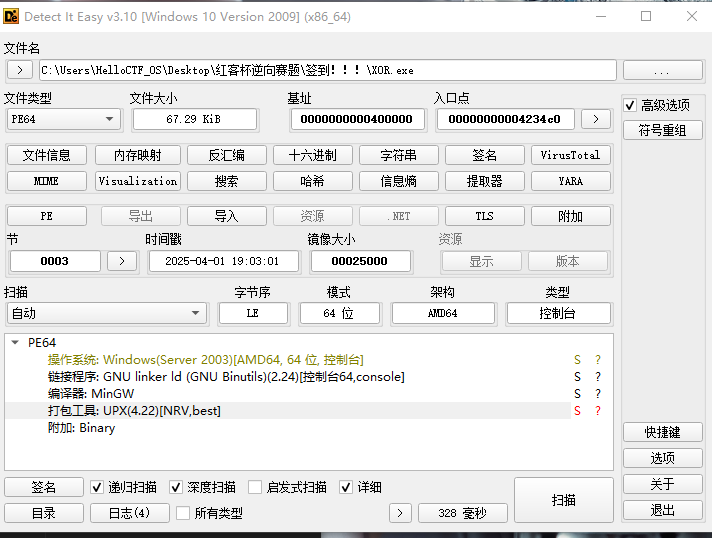 Detect It Easy v3.10 [Windows 10 Version 2009] (x86_64)
文件名
> C:\Users\HelloCTF_OS\Desktop\红客杯逆向赛题\签到！！！\XOR.exe ...
文件类型 文件大小 基址 入口点
PE64 67.29 KiB 0000000000400000 00000000004234c0 > 高级选项
文件信息 内存映射 反汇编 十六进制 字符串 签名 VirusTotal 符号重组
MIME Visualization 搜索 哈希 信息熵 提取器 YARA
PE 导出 导入 资源 .NET TLS 附加
节 时间戳 镜像大小 资源
0003 > 2025-04-01 19:03:01 00025000 显示 版本
扫描 字节序 模式 架构 类型
自动 LE 64 位 AMD64 控制台
PE64
操作系统: Windows(Server 2003)[AMD64, 64 位, 控制台] S ?
链接程序: GNU linker ld (GNU Binutils)(2.24)[控制台64,console] S ?
编译器: MinGW S ?
打包工具: UPX(4.22)[NRV,best] S ?
附加: Binary
快捷键
选项
签名 递归扫描 深度扫描 启发式扫描 详细 扫描 关于
目录 日志(4) 所有类型 > 328 毫秒 退出